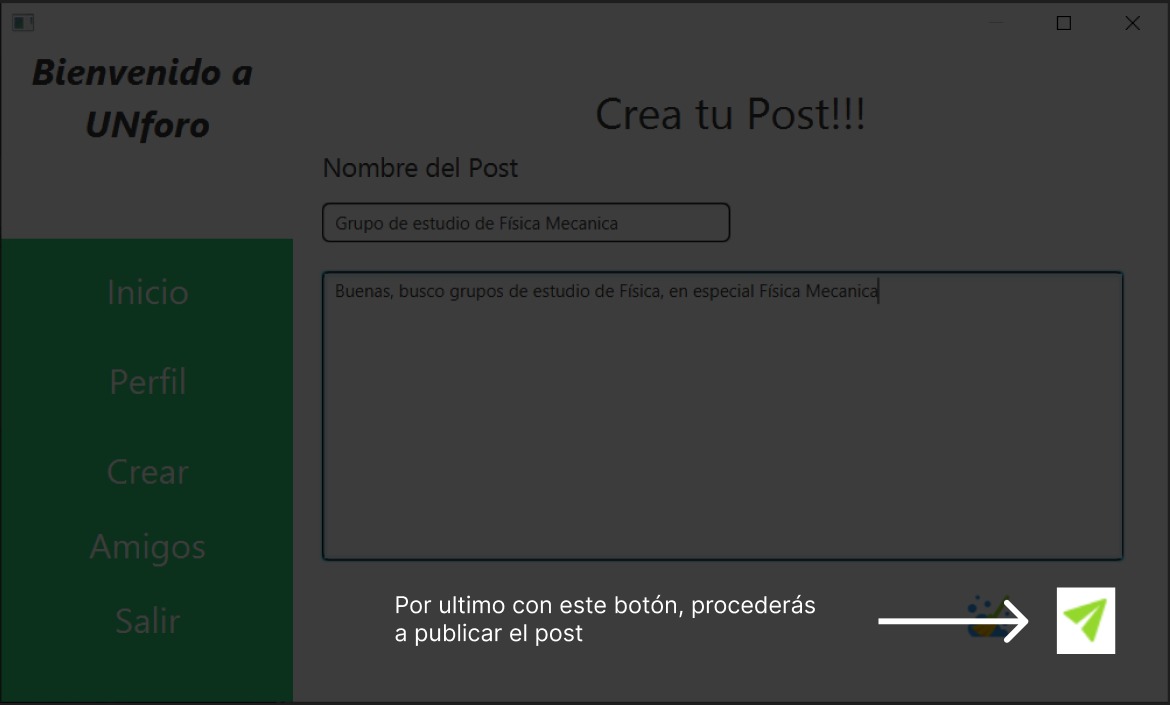 Bienvenido a
UNforo
Crea tu Post!!!
Nombre del Post
Grupo de estudio de Física Mecanica
Buenas, busco grupos de estudio de Física, en especial Física Mecanica
Inicio
Perfil
Crear
Amigos
Salir
Por ultimo con este botón, procederás
a publicar el post